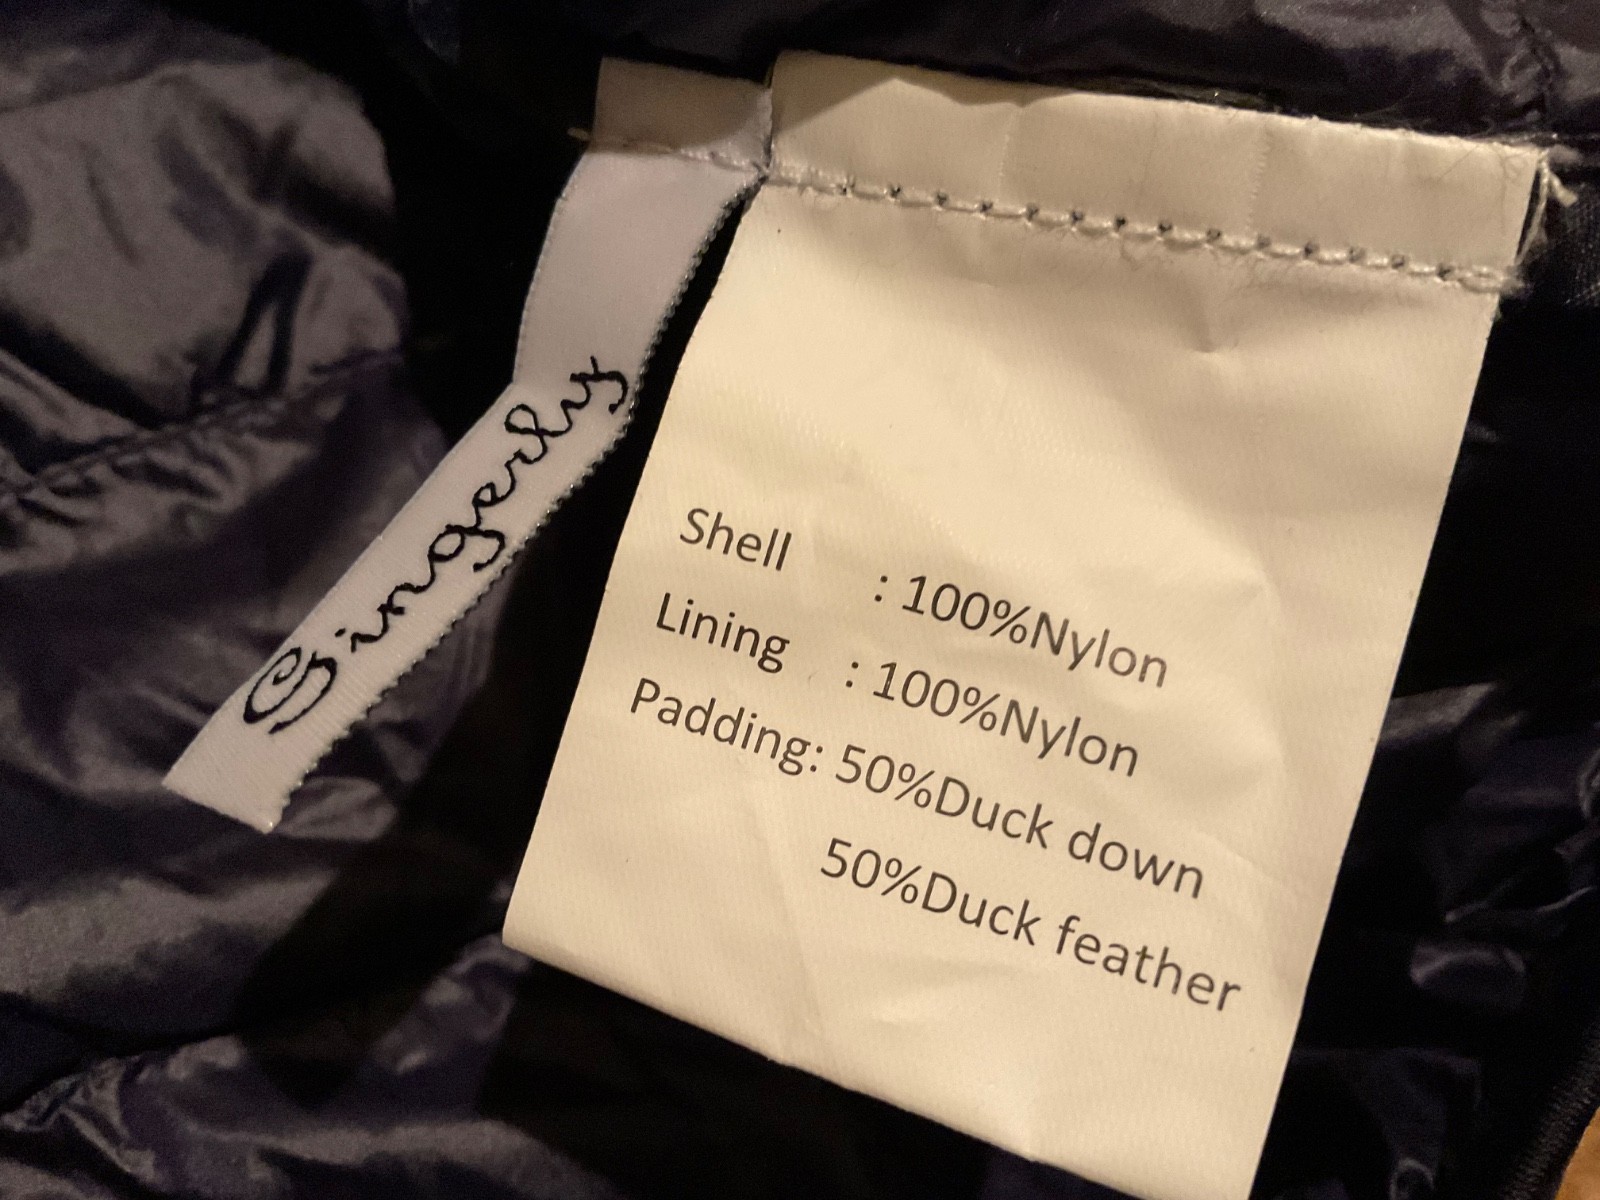 Gingerly
Shell : 100%Nylon
Lining : 100%Nylon
Padding: 50%Duck down
50%Duck feather